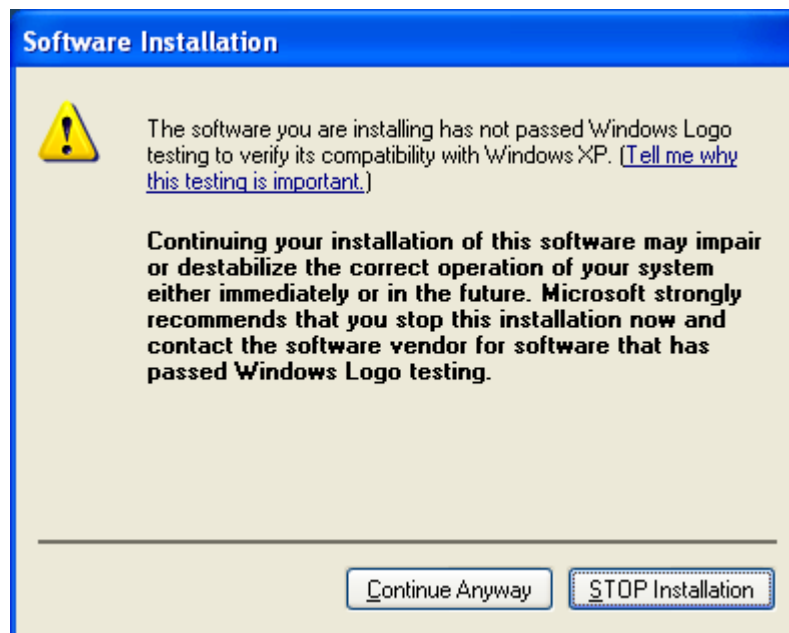 Software Installation
The software you are installing has not passed Windows Logo
testing to verify its compatibility with Windows XP. (Tell me why
this testing is important.)
Continuing your installation of this software may impair
or destabilize the correct operation of your system
either immediately or in the future. Microsoft strongly
recommends that you stop this installation now and
contact the software vendor for software that has
passed Windows Logo testing.
Continue Anyway
STOP Installation